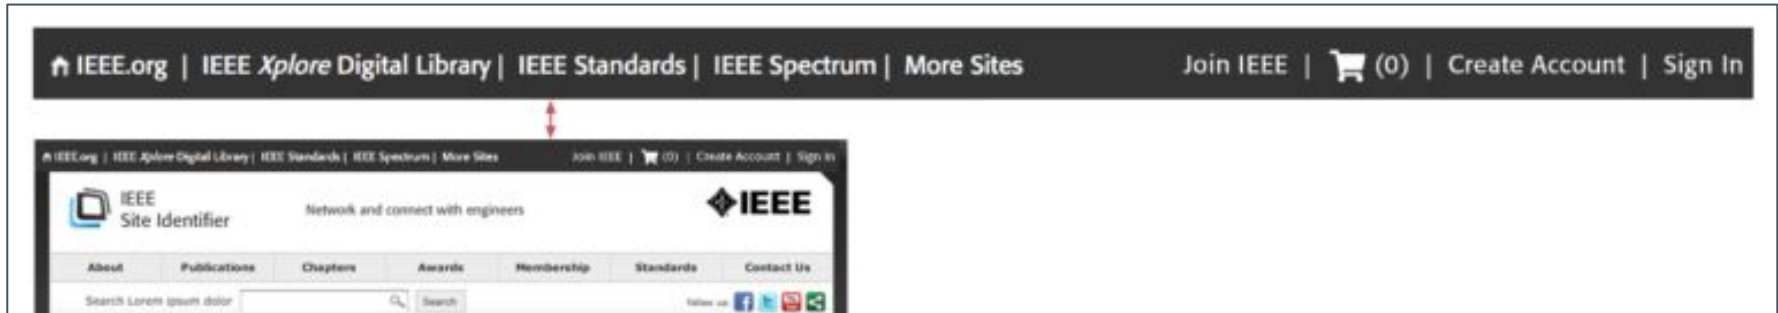 IEEE.org | IEEE Xplore Digital Library | IEEE Standards | IEEE Spectrum | More Sites Join IEEE | (0) | Create Account | Sign In
IEEE.org | IEEE Xplore Digital Library | IEEE Standards | IEEE Spectrum | More Sites Join IEEE | (0) | Create Account | Sign In
IEEE
Site Identifier
Network and connect with engineers
IEEE
About Publications Chapters Awards Membership Standards Contact Us
Search Lorem ipsum dolor Search follow us